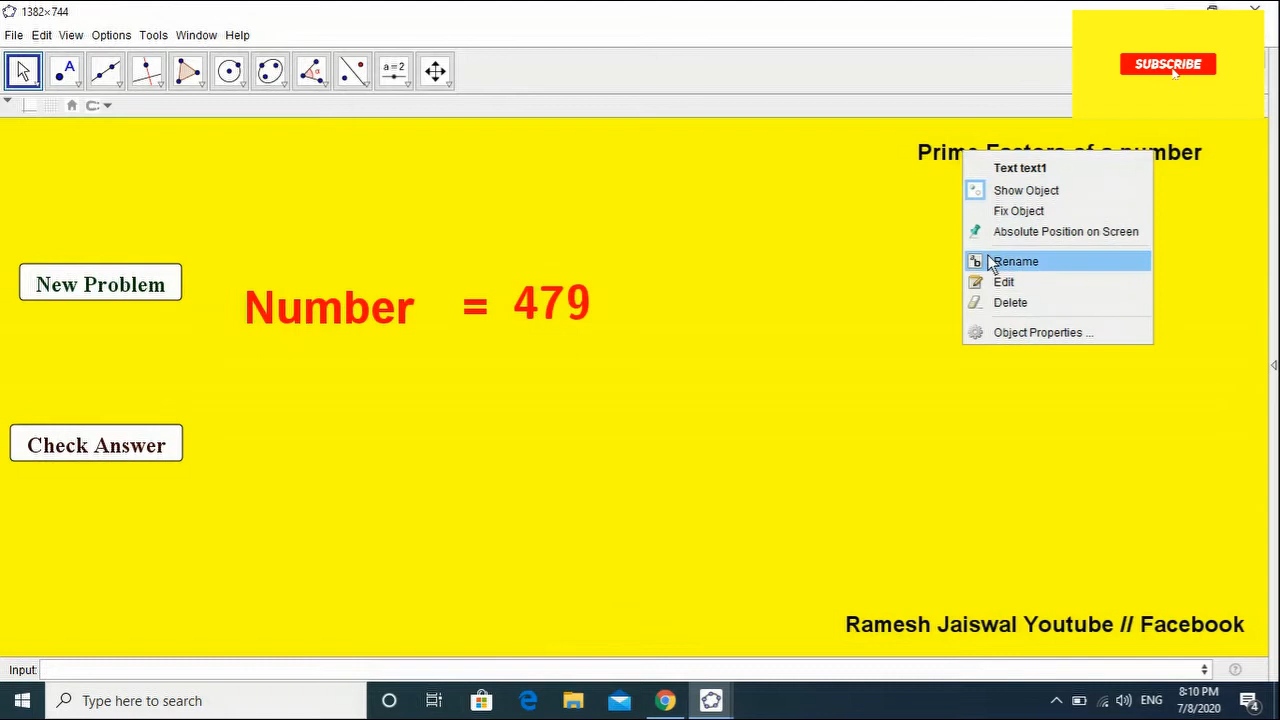 1382×744
File Edit View Options Tools Window Help
A
α
a=2
SUBSCRIBE
Prime Factors of a number
Text text1
Show Object
Fix Object
Absolute Position on Screen
Rename
Edit
Delete
Object Properties ...
New Problem
Number = 479
Check Answer
Ramesh Jaiswal Youtube // Facebook
Input:
Type here to search
ENG
8:10 PM
7/8/2020
4